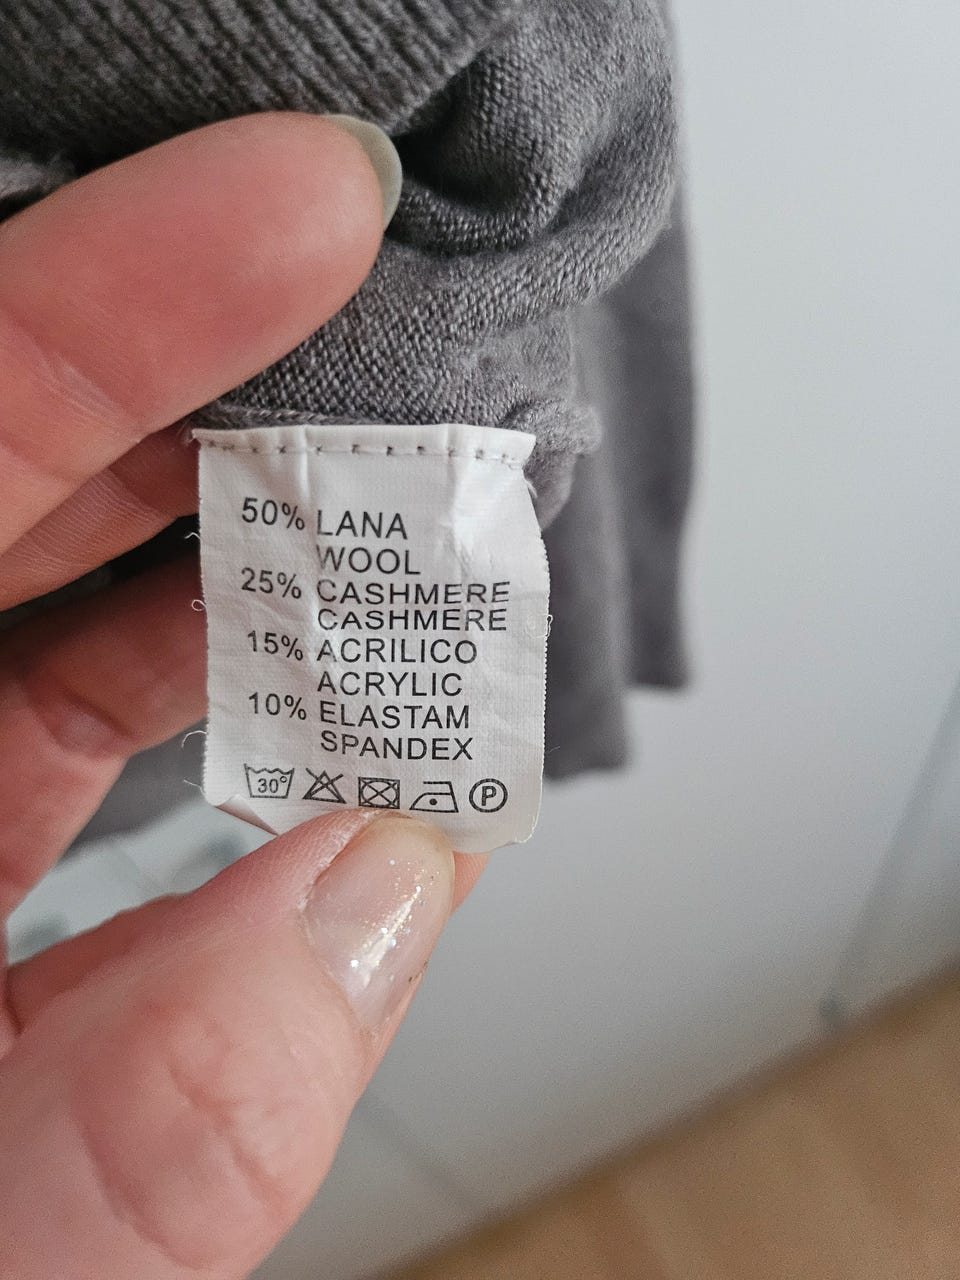 50% LANA
WOOL
25% CASHMERE
CASHMERE
15% ACRILICO
ACRYLIC
10% ELASTAM
SPANDEX
30° P